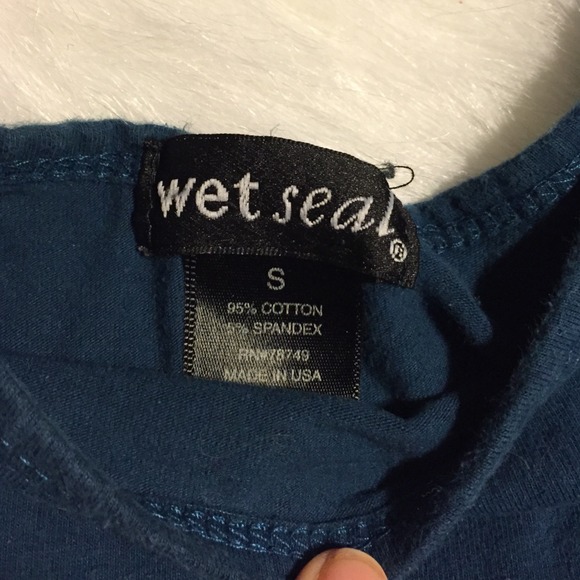 wet seal®
S
95% COTTON
5% SPANDEX
RN#78749
MADE IN USA